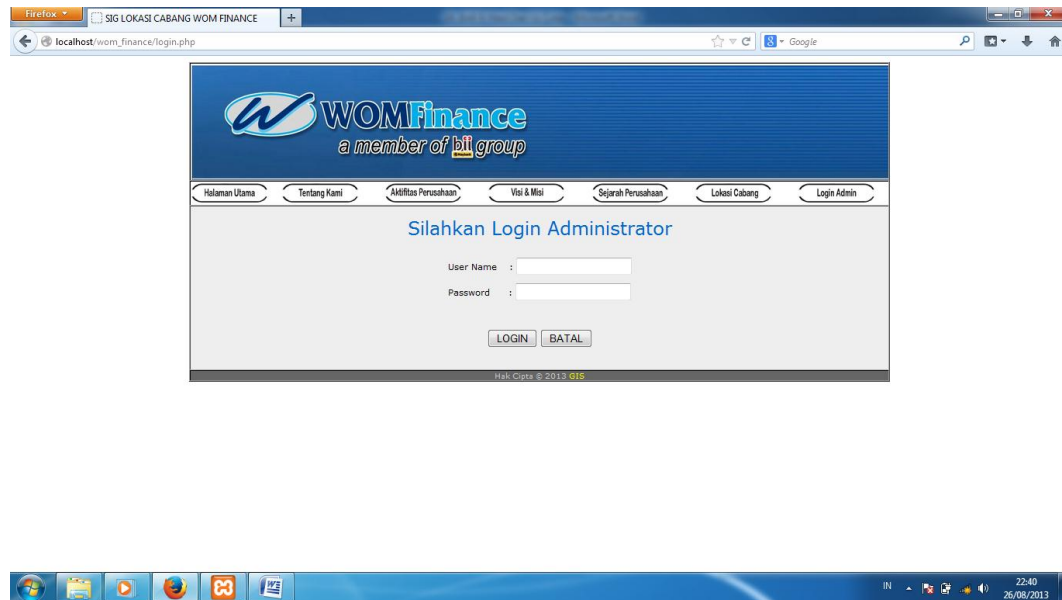 Firefox
SIG LOKASI CABANG WOM FINANCE
localhost/wom_finance/login.php
Google
WOMFinance
a member of bii group
Halaman Utama Tentang Kami Aktifitas Perusahaan Visi & Misi Sejarah Perusahaan Lokasi Cabang Login Admin
Silahkan Login Administrator
User Name :
Password :
LOGIN BATAL
Hak Cipta © 2013 GIS
IN
22:40
26/08/2013